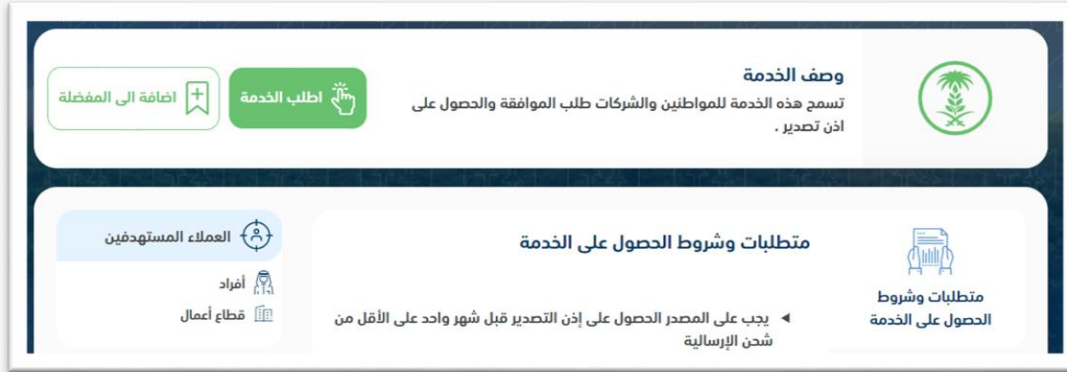 وصف الخدمة
تسمح هذه الخدمة للمواطنين والشركات طلب الموافقة والحصول على
اذن تصدير .
اطلب الخدمة
اضافة الى المفضلة
متطلبات وشروط
الحصول على الخدمة
متطلبات وشروط الحصول على الخدمة
يجب على المصدر الحصول على إذن التصدير قبل شهر واحد على الأقل من
شحن الإرسالية
العملاء المستهدفين
أفراد
قطاع أعمال